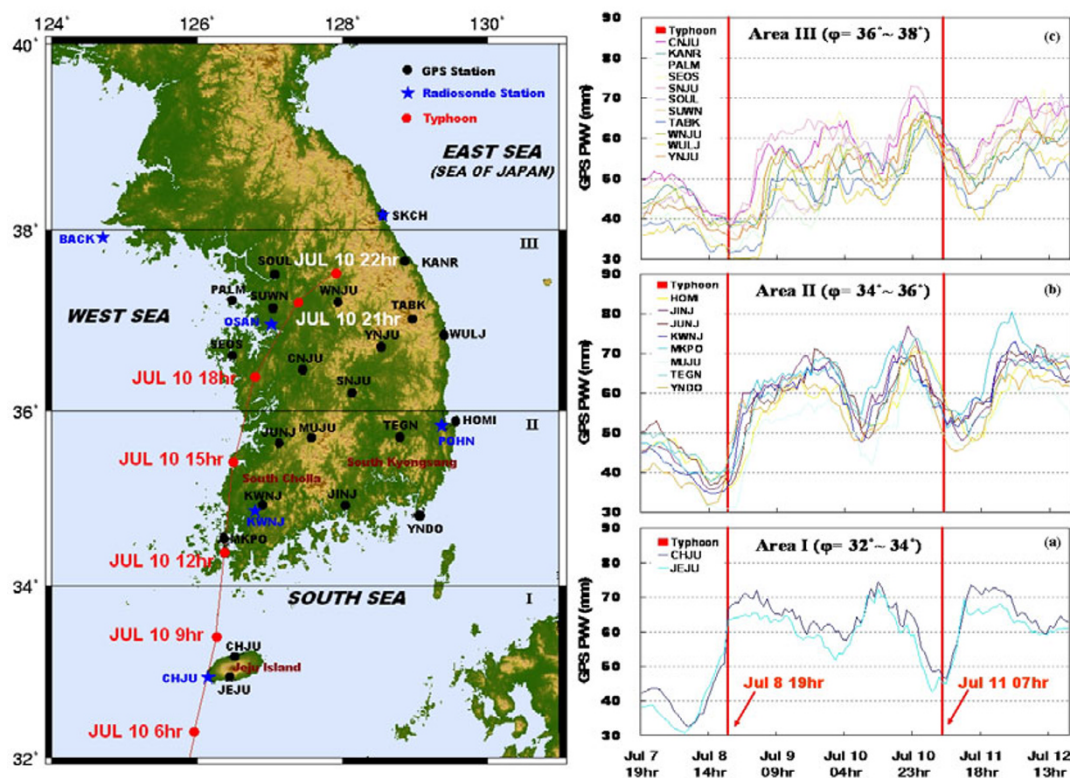 124° 126° 128° 130°
40°
GPS Station
Radiosonde Station
Typhoon
EAST SEA
(SEA OF JAPAN)
SKCH
38°
BACK
III
SOUL
JUL 10 22hr
KANR
PALM
SUWN
WNJU
TABK
WEST SEA
OSAN
JUL 10 21hr
WULJ
SEOS
YNJU
CNJU
JUL 10 18hr
SNJU
36°
II
HOMI
JUNJ
MUJU
TEGN
POHN
JUL 10 15hr
South Kyongsang
South Cholla
KWNJ
JINJ
KWNJ
YNDO
MKPO
JUL 10 12hr
34°
SOUTH SEA
I
JUL 10 9hr
CHJU
Jeju Island
CHJU
JEJU
JUL 10 6hr
32°
90
80
70
60
50
40
30
GPS PWV (mm)
Typhoon
CNJU
KANR
PALM
SEOS
SNJU
SOUL
SUWN
TABK
WNJU
WULJ
YNJU
Area III (φ= 36˚~ 38˚)
(c)
90
80
70
60
50
40
30
GPS PWV (mm)
Typhoon
HOMI
JINJ
JUNJ
KWNJ
MKPO
MUJU
TEGN
YNDO
Area II (φ= 34˚~ 36˚)
(b)
90
80
70
60
50
40
30
GPS PWV (mm)
Typhoon
CHJU
JEJU
Area I (φ= 32˚~ 34˚)
(a)
Jul 8 19hr
Jul 11 07hr
Jul 7 Jul 8 Jul 9 Jul 10 Jul 10 Jul 11 Jul 12
19hr 14hr 09hr 04hr 23hr 18hr 13hr